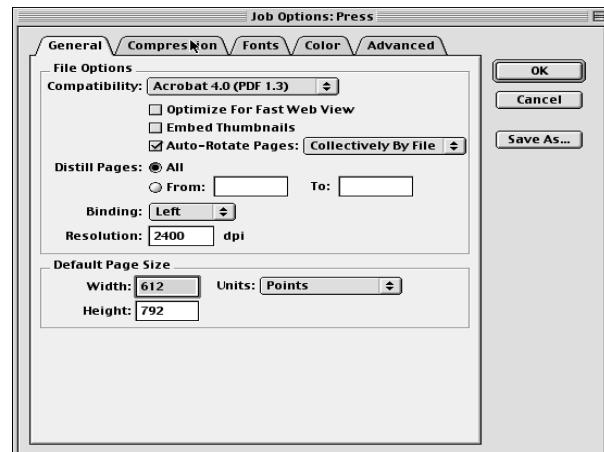 Job Options: Press
General Compression Fonts Color Advanced
File Options
Compatibility: Acrobat 4.0 (PDF 1.3)
Optimize For Fast Web View
Embed Thumbnails
Auto-Rotate Pages: Collectively By File
Distill Pages: All
From: To:
Binding: Left
Resolution: 2400 dpi
Default Page Size
Width: 612 Units: Points
Height: 792
OK
Cancel
Save As...